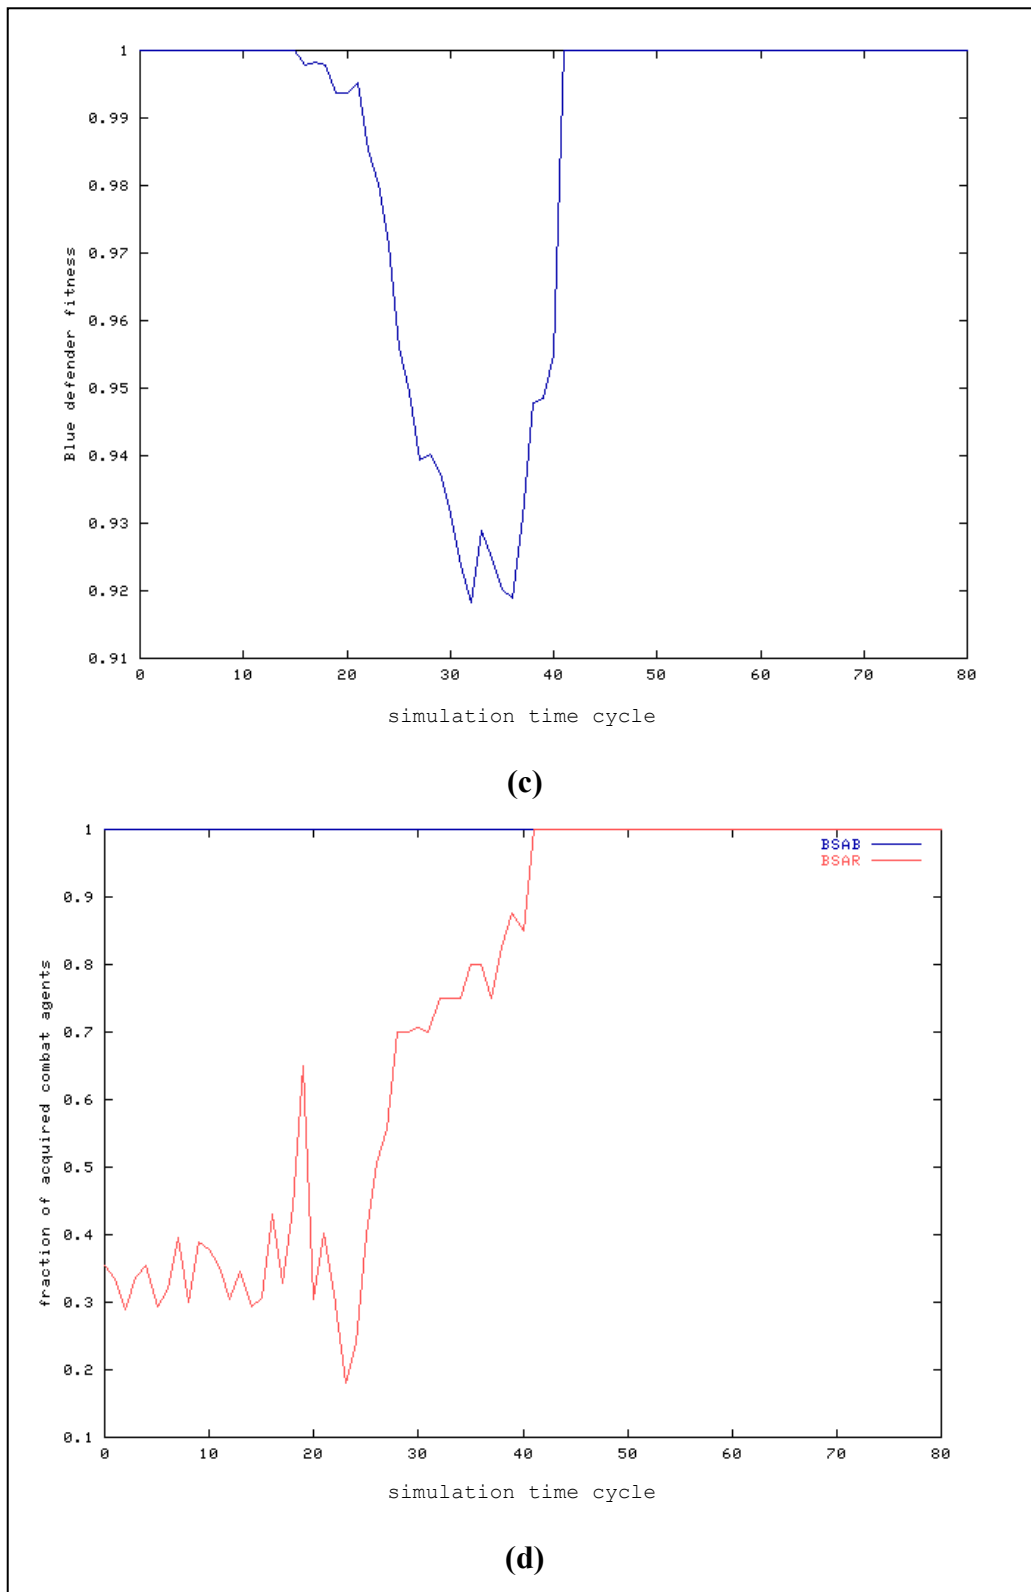 1
0.99
0.98
0.97
0.96
0.95
0.94
0.93
0.92
0.91
Blue defender fitness
0 10 20 30 40 50 60 70 80
simulation time cycle
(c)
1
0.9
0.8
0.7
0.6
0.5
0.4
0.3
0.2
0.1
fraction of acquired combat agents
BSAB
BSAR
0 10 20 30 40 50 60 70 80
simulation time cycle
(d)